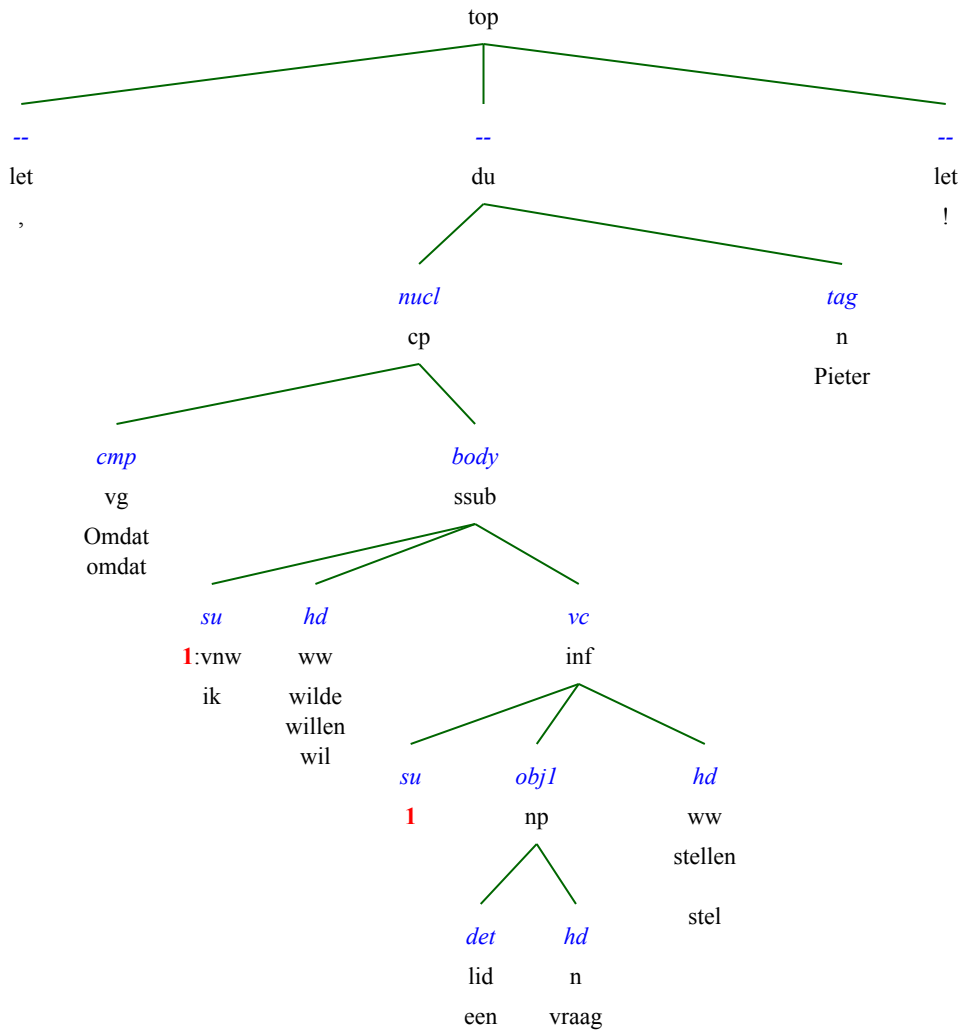 top
-- -- --
let du let
, !
nucl tag
cp n
Pieter
cmp body
vg ssub
Omdat
omdat
su hd vc
1:vnw ww inf
ik wilde
willen
wil
su obj1 hd
1 np ww
stellen
stel
det hd
lid n
een vraag